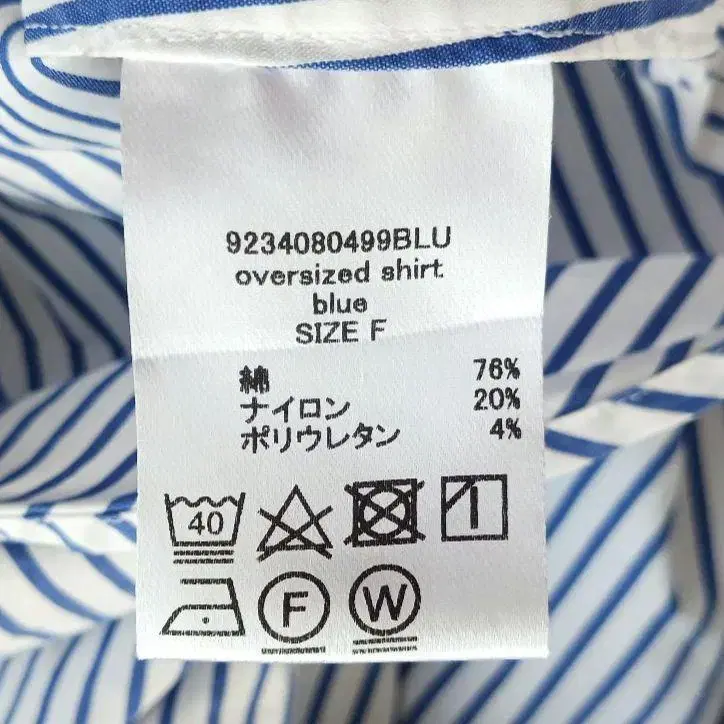 9234080499BLU
oversized shirt
blue
SIZE F
綿 76%
ナイロン 20%
ポリウレタン 4%
40
F W